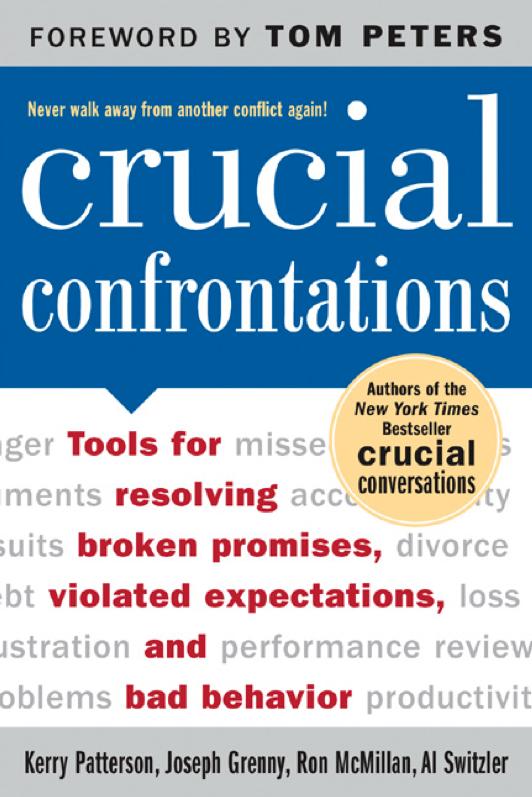 FOREWORD BY TOM PETERS
Never walk away from another conflict again!
crucial
confrontations
Authors of the
New York Times
Bestseller
crucial
conversations
Tools for
resolving
broken promises, divorce
violated expectations, loss
and performance review
bad behavior
Kerry Patterson, Joseph Grenny, Ron McMillan, Al Switzler